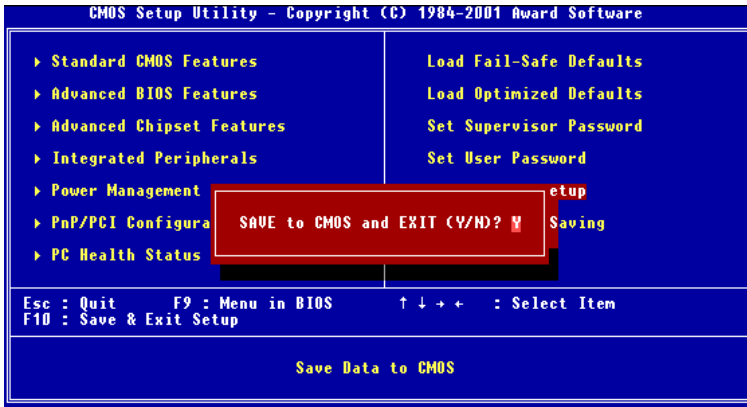 CMOS Setup Utility - Copyright (C) 1984-2001 Award Software
Standard CMOS Features
Advanced BIOS Features
Advanced Chipset Features
Integrated Peripherals
Power Management
PnP/PCI Configura
PC Health Status
Load Fail-Safe Defaults
Load Optimized Defaults
Set Supervisor Password
Set User Password
etup
Saving
SAVE to CMOS and EXIT (Y/N)? Y
Esc : Quit F9 : Menu in BIOS ↑ ↓ → ← : Select Item
F10 : Save & Exit Setup
Save Data to CMOS